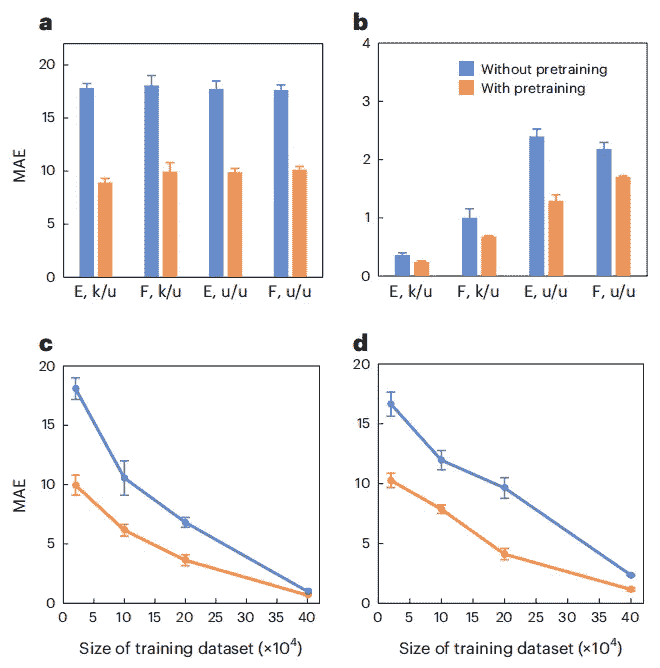 a
MAE
20
15
10
5
0
E, k/u F, k/u E, u/u F, u/u
b
4
3
2
1
0
Without pretraining
With pretraining
E, k/u F, k/u E, u/u F, u/u
c
MAE
20
15
10
5
0
0 5 10 15 20 25 30 35 40
Size of training dataset (×10⁴)
d
20
15
10
5
0
0 5 10 15 20 25 30 35 40
Size of training dataset (×10⁴)